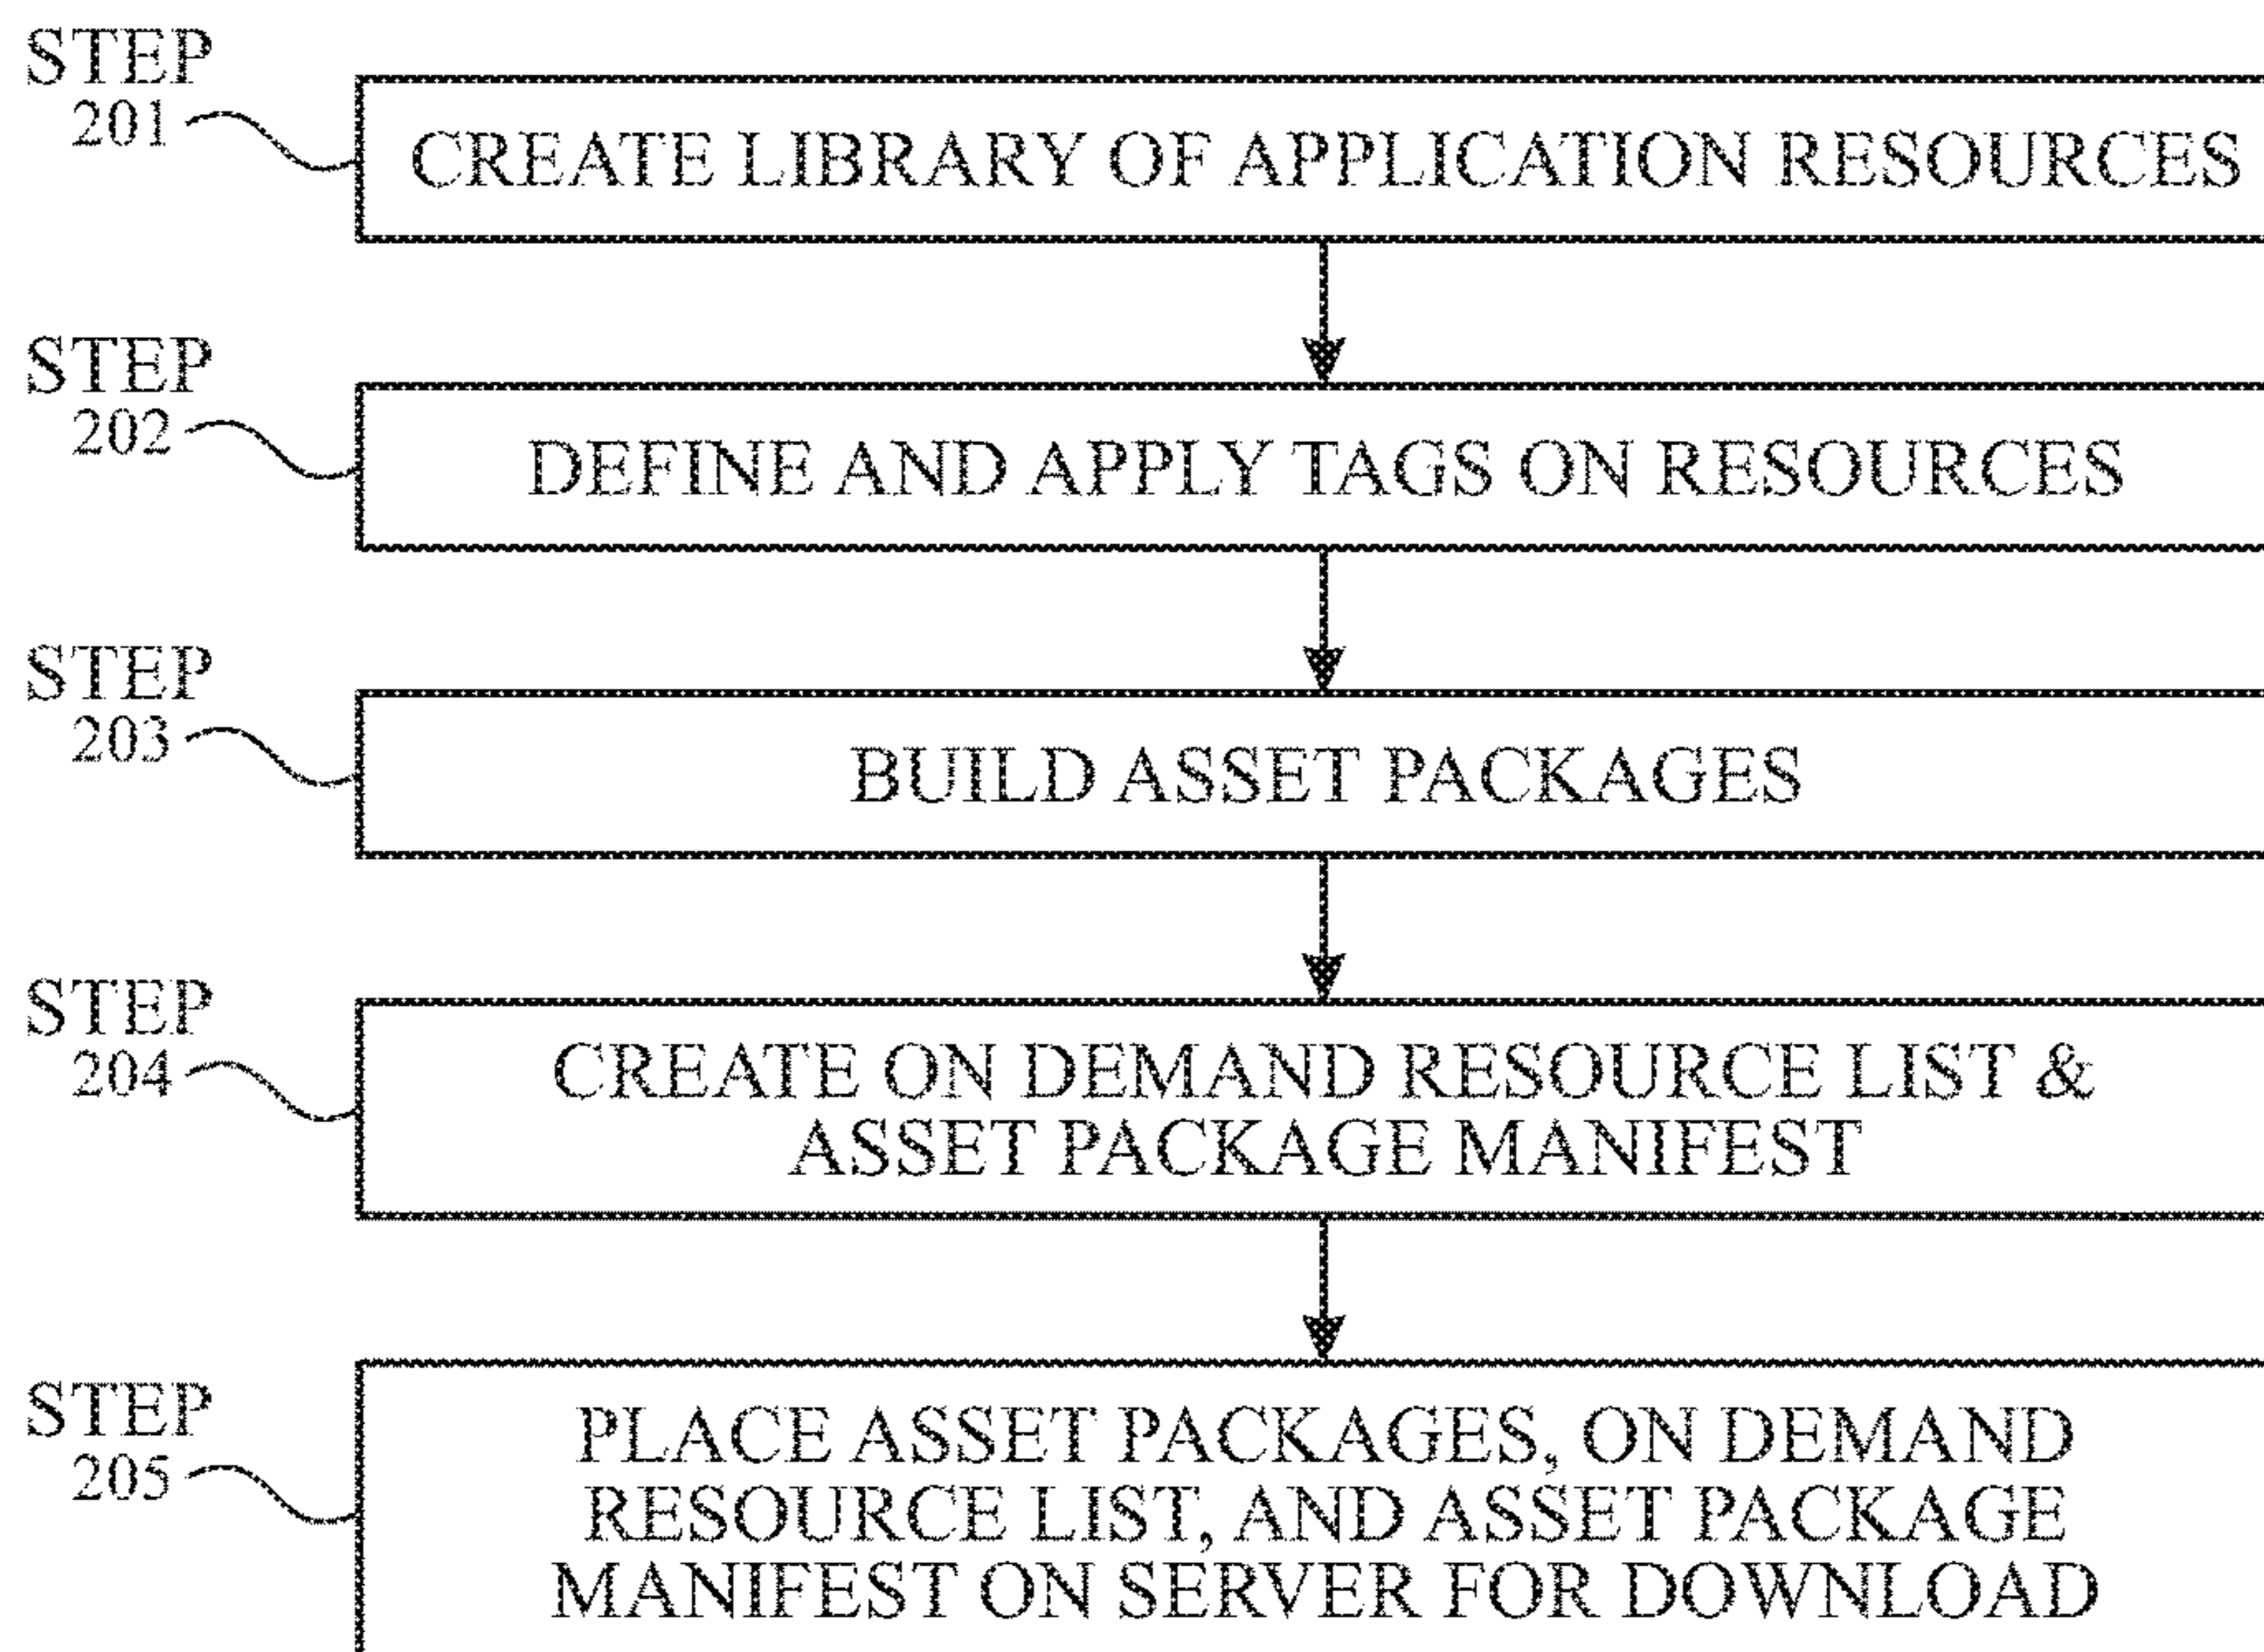 STEP
201
CREATE LIBRARY OF APPLICATION RESOURCES
STEP
202
DEFINE AND APPLY TAGS ON RESOURCES
STEP
203
BUILD ASSET PACKAGES
STEP
204
CREATE ON DEMAND RESOURCE LIST &
ASSET PACKAGE MANIFEST
STEP
205
PLACE ASSET PACKAGES, ON DEMAND
RESOURCE LIST, AND ASSET PACKAGE
MANIFEST ON SERVER FOR DOWNLOAD